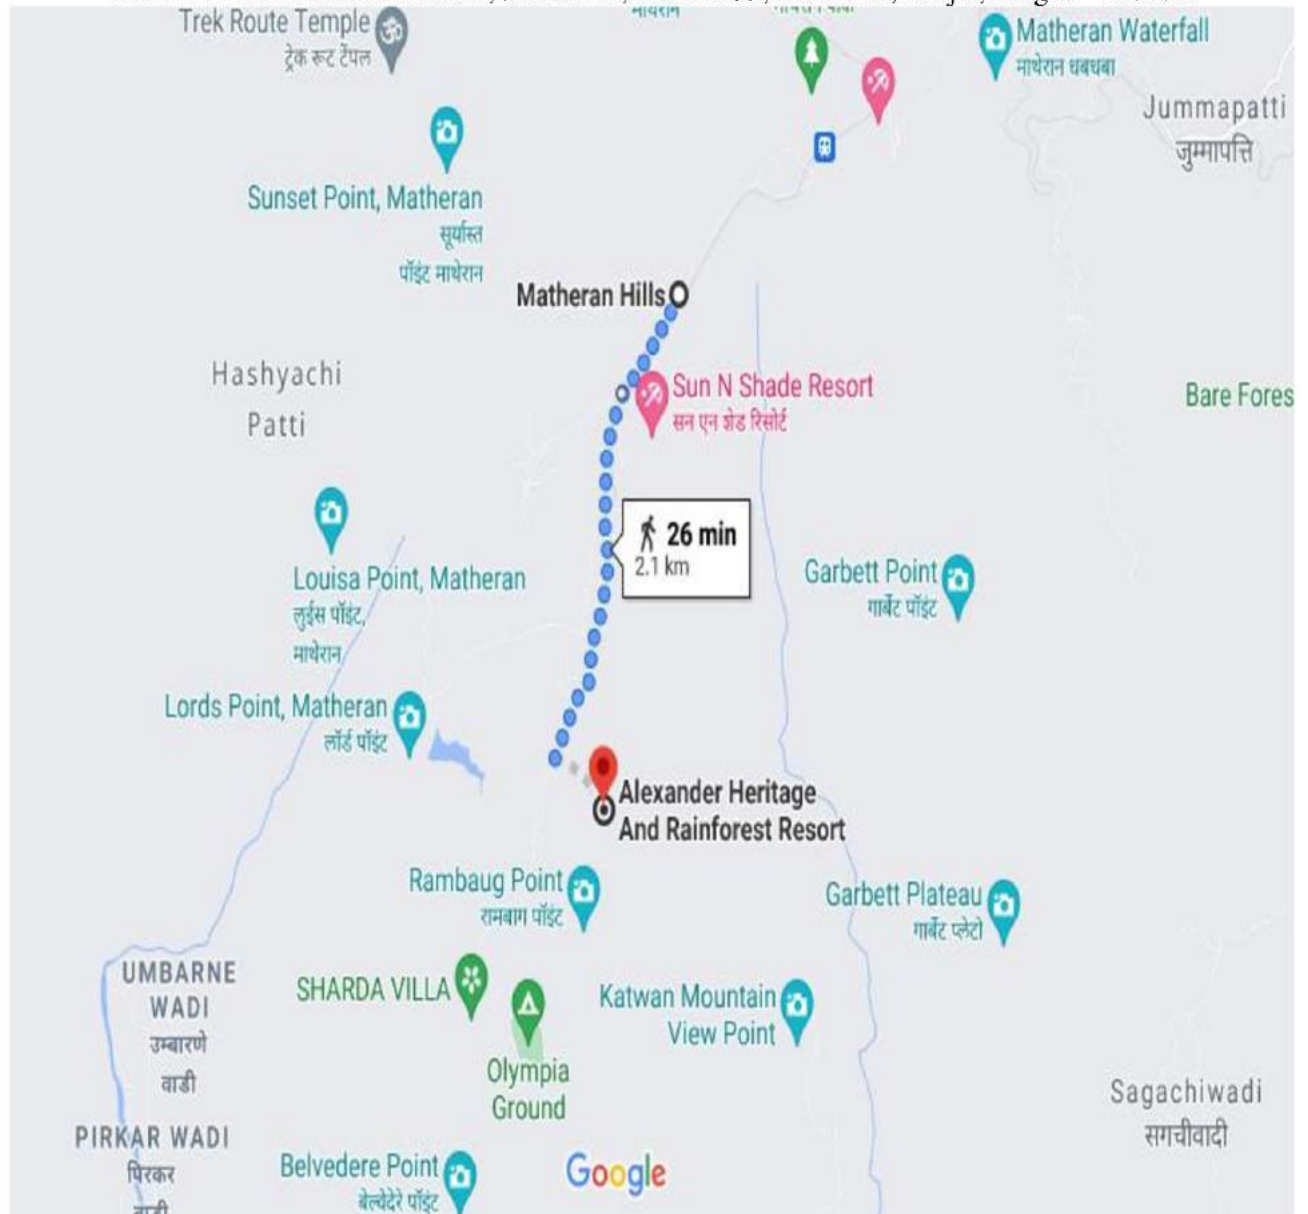 Trek Route Temple
ट्रेक रूट टेंपल
माथेरान
Matheran Waterfall
माथेरान धबधबा
Jummapatti
जुम्मापत्ति
Sunset Point, Matheran
सूर्यास्त
पॉइंट माथेरान
Matheran Hills
Hashyachi
Patti
Sun N Shade Resort
सन एन शेड रिसोर्ट
Bare Fores
26 min
2.1 km
Louisa Point, Matheran
लुईस पॉइंट,
माथेरान
Garbett Point
गार्बेट पॉइंट
Lords Point, Matheran
लॉर्ड पॉइंट
Alexander Heritage
And Rainforest Resort
Rambaug Point
रामबाग पॉइंट
Garbett Plateau
गार्बेट प्लेटो
UMBARNE
WADI
उम्बारणे
वाडी
SHARDA VILLA
Katwan Mountain
View Point
Olympia
Ground
Sagachiwadi
सगचीवादी
PIRKAR WADI
पिरकर
वाडी
Belvedere Point
बेल्वेदेरे पॉइंट
Google